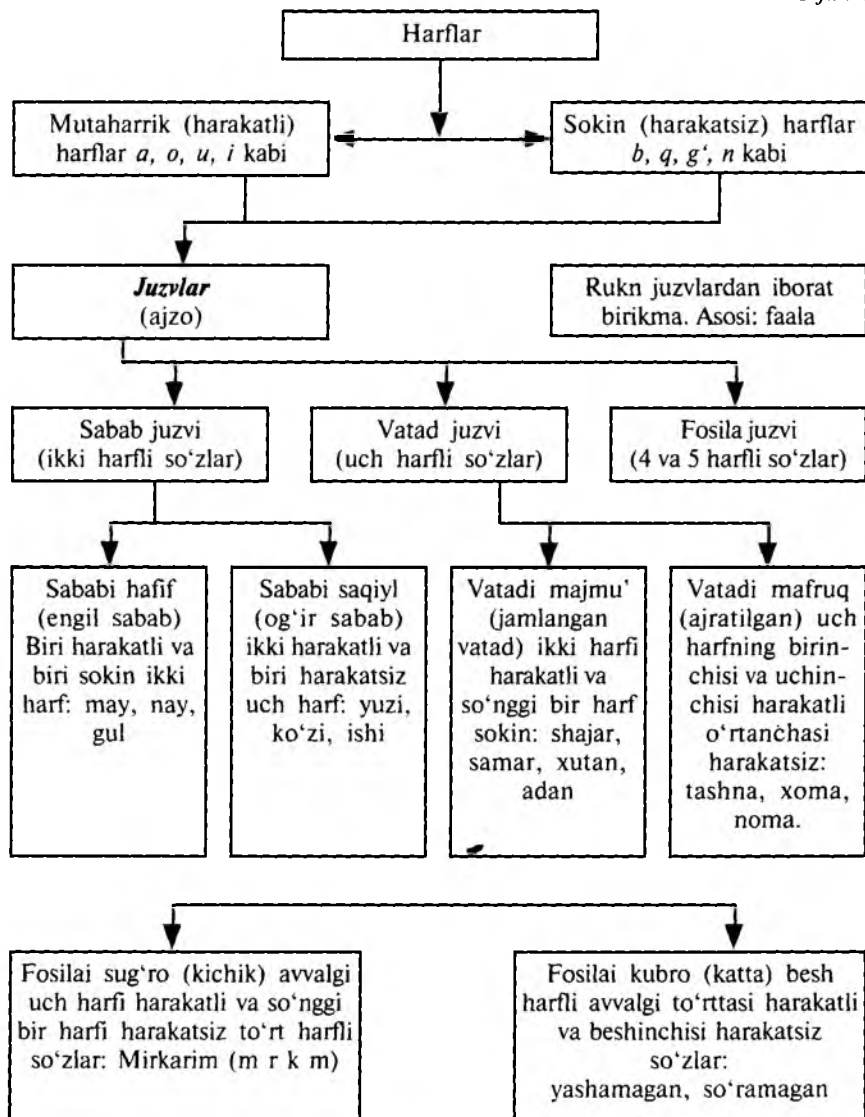 Harflar
Mutaharrik (harakatli)
harflar a, o, u, i kabi
Sokin (harakatsiz) harflar
b, q, g‘, n kabi
Juzvlar
(ajzo)
Rukn juzvlardan iborat
birikma. Asosi: faala
Sabab juzvi
(ikki harfli so‘zlar)
Vatad juzvi
(uch harfli so‘zlar)
Fosila juzvi
(4 va 5 harfli so‘zlar)
Sababi hafif
(engil sabab)
Biri harakatli va
biri sokin ikki
harf: may, nay,
gul
Sababi saqiyl
(og‘ir sabab)
ikki harakatli va
biri harakatsiz
uch harf: yuzi,
ko‘zi, ishi
Vatadi majmu’
(jamlangan
vatad) ikki harfi
harakatli va
so‘nggi bir harf
sokin: shajar,
samar, xutan,
adan
Vatadi mafruq
(ajratilgan) uch
harfning birin-
chisi va uchin-
chisi harakatli
o‘rtanchasi
harakatsiz:
tashna, xoma,
noma.
Fosilai sug‘ro (kichik) avvalgi
uch harfi harakatli va so‘nggi
bir harfi harakatsiz to‘rt harfli
so‘zlar: Mirkarim (m r k m)
Fosilai kubro (katta) besh
harfli avvalgi to‘rttasi harakatli
va beshinchisi harakatsiz
so‘zlar:
yashamagan, so‘ramagan